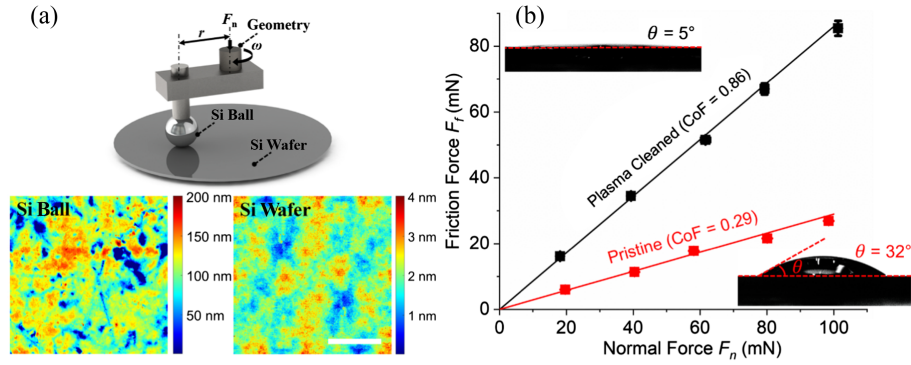 (a)
Fn
Geometry
r
ω
Si Ball
Si Wafer
Si Ball
200 nm
150 nm
100 nm
50 nm
Si Wafer
4 nm
3 nm
2 nm
1 nm
(b)
θ = 5°
Plasma Cleaned (CoF = 0.86)
Pristine (CoF = 0.29)
θ = 32°
θ
Friction Force Ff (mN)
80
60
40
20
0
0 20 40 60 80 100
Normal Force Fn (mN)